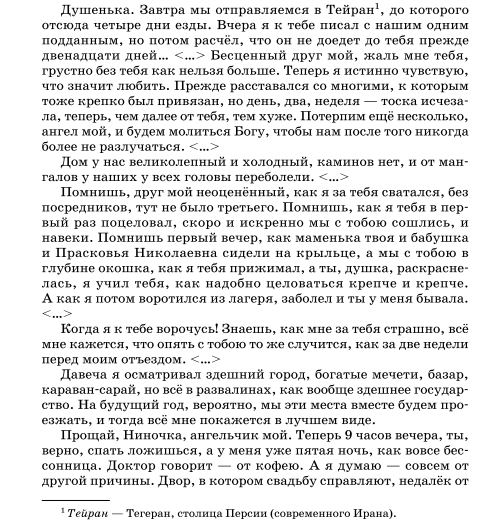 Душенька. Завтра мы отправляемся в Тейран¹, до которого
отсюда четыре дни езды. Вчера я к тебе писал с нашим одним
подданным, но потом расчёл, что он не доедет до тебя прежде
двенадцати дней... <...> Бесценный друг мой, жаль мне тебя,
грустно без тебя как нельзя больше. Теперь я истинно чувствую,
что значит любить. Прежде расставался со многими, к которым
тоже крепко был привязан, но день, два, неделя — тоска исчеза-
ла, теперь, чем далее от тебя, тем хуже. Потерпим ещё несколько,
ангел мой, и будем молиться Богу, чтобы нам после того никогда
более не разлучаться. <...>
Дом у нас великолепный и холодный, каминов нет, и от ман-
галов у наших у всех головы переболели. <...>
Помнишь, друг мой неоценённый, как я за тебя сватался, без
посредников, тут не было третьего. Помнишь, как я тебя в пер-
вый раз поцеловал, скоро и искренно мы с тобою сошлись, и
навеки. Помнишь первый вечер, как маменька твоя и бабушка
и Прасковья Николаевна сидели на крыльце, а мы с тобою в
глубине окошка, как я тебя прижимал, а ты, душка, раскрасне-
лась, я учил тебя, как надобно целоваться крепче и крепче.
А как я потом воротился из лагеря, заболел и ты у меня бывала.
<...>
Когда я к тебе ворочусь! Знаешь, как мне за тебя страшно, всё
мне кажется, что опять с тобою то же случится, как за две недели
перед моим отъездом. <...>
Давеча я осматривал здешний город, богатые мечети, базар,
караван-сарай, но всё в развалинах, как вообще здешнее государ-
ство. На будущий год, вероятно, мы эти места вместе будем про-
езжать, и тогда всё мне покажется в лучшем виде.
Прощай, Ниночка, ангельчик мой. Теперь 9 часов вечера, ты,
верно, спать ложишься, а у меня уже пятая ночь, как вовсе бес-
сонница. Доктор говорит — от кофею. А я думаю — совсем от
другой причины. Двор, в котором свадьбу справляют, недалёк от
¹ Тейран — Тегеран, столица Персии (современного Ирана).